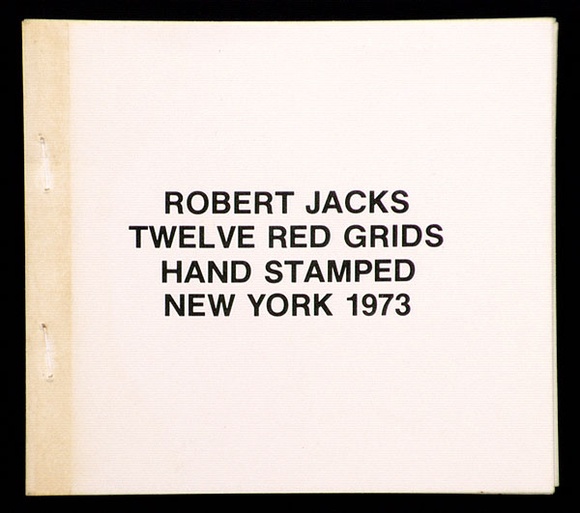 ROBERT JACKS
TWELVE RED GRIDS
HAND STAMPED
NEW YORK 1973